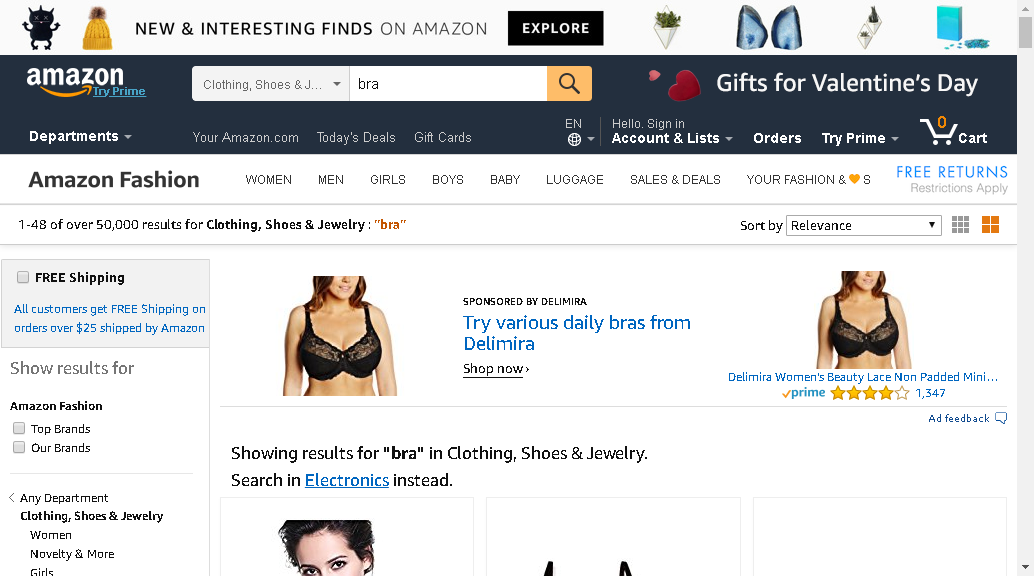 NEW & INTERESTING FINDS ON AMAZON EXPLORE
amazon
Try Prime
Clothing, Shoes & J... bra
Gifts for Valentine's Day
Departments
Your Amazon.com Today's Deals Gift Cards
EN
Hello. Sign in
Account & Lists Orders Try Prime 0 Cart
Amazon Fashion WOMEN MEN GIRLS BOYS BABY LUGGAGE SALES & DEALS YOUR FASHION & 🧡 S
FREE RETURNS
Restrictions Apply
1-48 of over 50,000 results for Clothing, Shoes & Jewelry : "bra"
Sort by Relevance
FREE Shipping
All customers get FREE Shipping on
orders over $25 shipped by Amazon
Show results for
Amazon Fashion
Top Brands
Our Brands
Any Department
Clothing, Shoes & Jewelry
Women
Novelty & More
Girls
SPONSORED BY DELIMIRA
Try various daily bras from
Delimira
Shop now ›
Delimira Women's Beauty Lace Non Padded Mini...
prime 1,347
Ad feedback
Showing results for "bra" in Clothing, Shoes & Jewelry.
Search in Electronics instead.